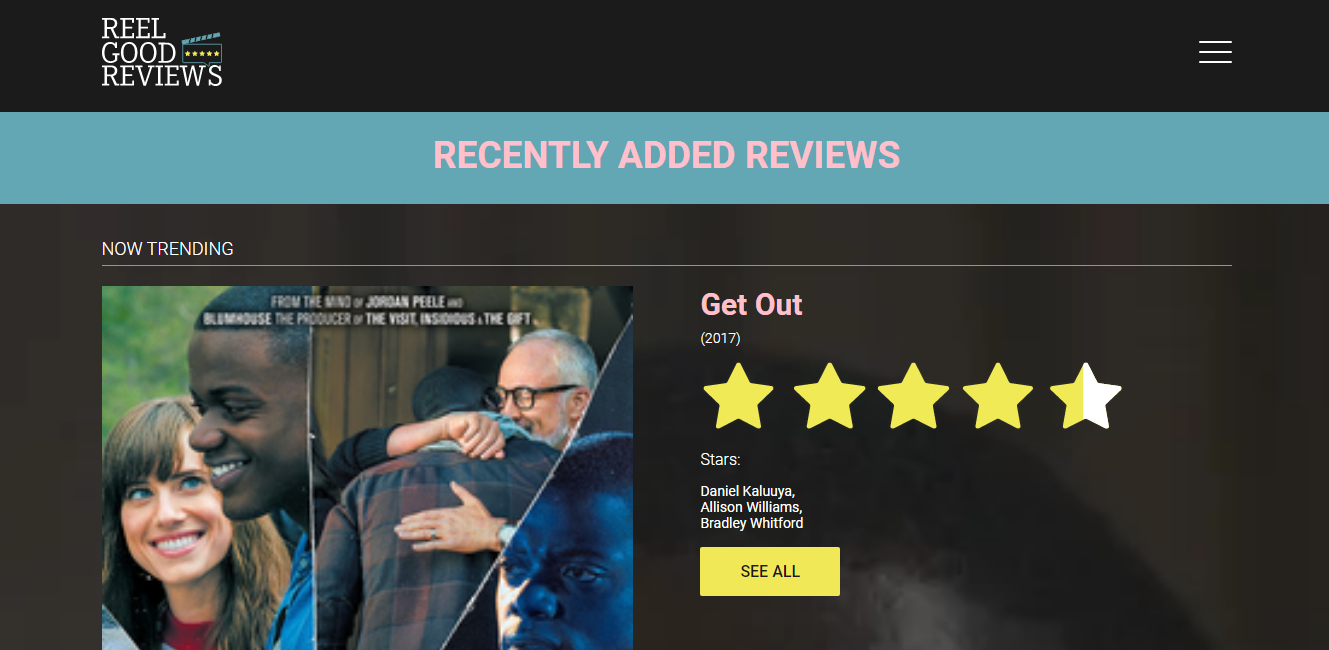 REEL
GOOD
REVIEWS
RECENTLY ADDED REVIEWS
NOW TRENDING
FROM THE MIND OF JORDAN PEELE AND
BLUMHOUSE THE PRODUCER OF THE VISIT, INSIDIOUS & THE GIFT
Get Out
(2017)
Stars:
Daniel Kaluuya,
Allison Williams,
Bradley Whitford
SEE ALL